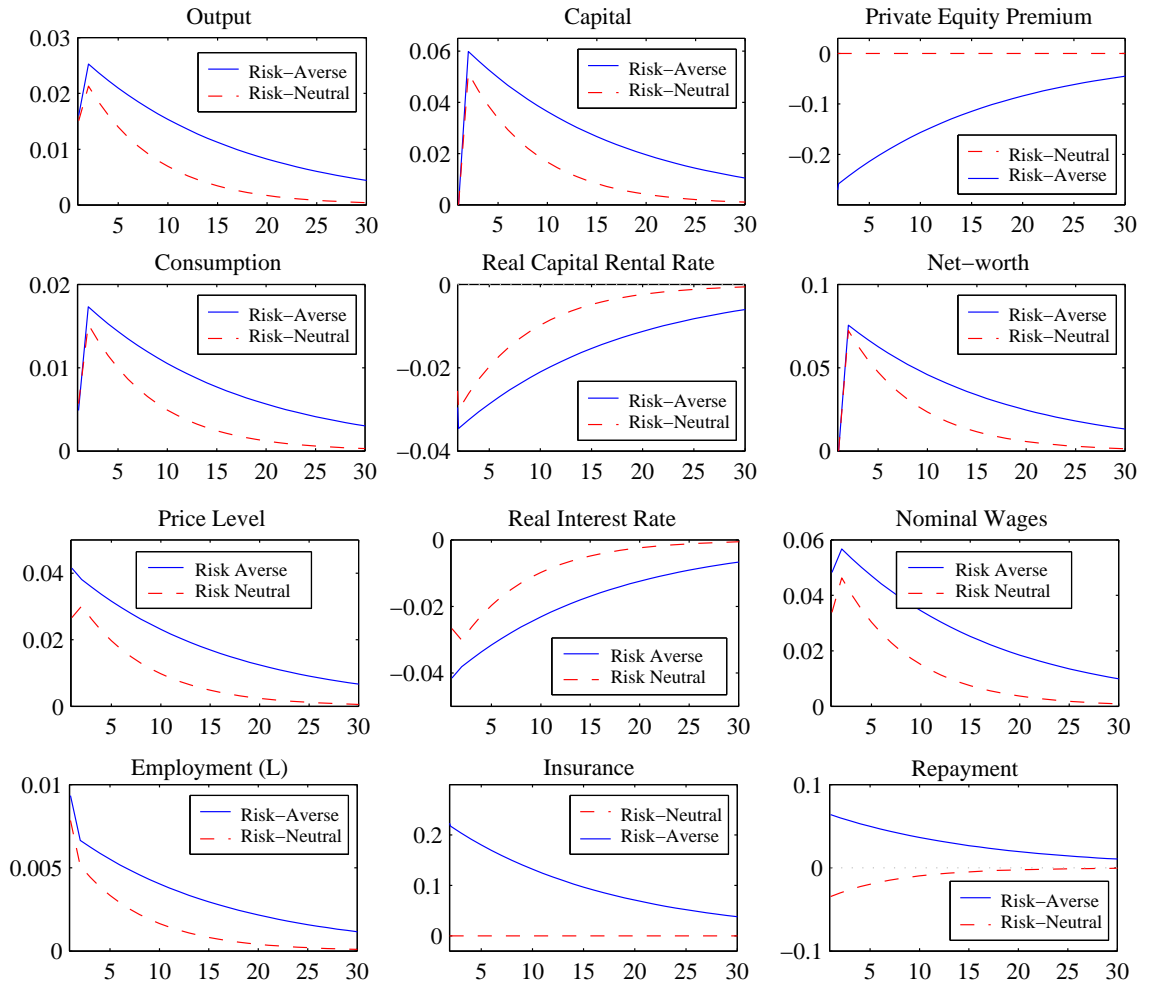 Output
0.03
0.02
0.01
0
5 10 15 20 25 30
Risk−Averse
Risk−Neutral
Capital
0.06
0.04
0.02
0
5 10 15 20 25 30
Risk−Averse
Risk−Neutral
Private Equity Premium
0
−0.1
−0.2
5 10 15 20 25 30
Risk−Neutral
Risk−Averse
Consumption
0.02
0.01
0
5 10 15 20 25 30
Risk−Averse
Risk−Neutral
Real Capital Rental Rate
0
−0.02
−0.04
5 10 15 20 25 30
Risk−Averse
Risk−Neutral
Net−worth
0.1
0.05
0
5 10 15 20 25 30
Risk−Averse
Risk−Neutral
Price Level
0.04
0.02
0
5 10 15 20 25 30
Risk Averse
Risk Neutral
Real Interest Rate
0
−0.02
−0.04
5 10 15 20 25 30
Risk Averse
Risk Neutral
Nominal Wages
0.06
0.04
0.02
0
5 10 15 20 25 30
Risk Averse
Risk Neutral
Employment (L)
0.01
0.005
0
5 10 15 20 25 30
Risk−Averse
Risk−Neutral
Insurance
0.2
0.1
0
5 10 15 20 25 30
Risk−Neutral
Risk−Averse
Repayment
0.1
0
−0.1
5 10 15 20 25 30
Risk−Averse
Risk−Neutral